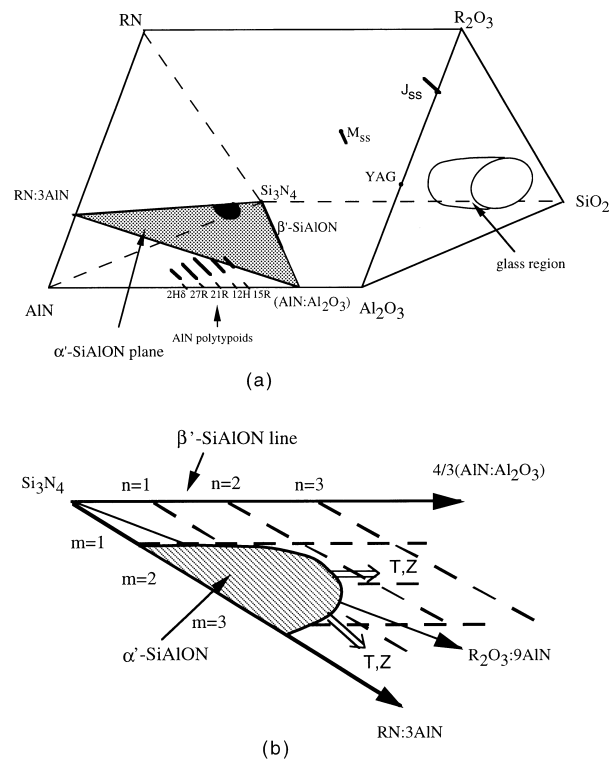 RN
R2O3
JSS
MSS
YAG
RN:3AlN
Si3N4
β'-SiAlON
SiO2
glass region
AlN
2Hδ 27R 21R 12H 15R
(AlN:Al2O3)
Al2O3
AlN polytypoids
α'-SiAlON plane
(a)
β'-SiAlON line
Si3N4
n=1 n=2 n=3
4/3(AlN:Al2O3)
m=1
m=2
m=3
T,Z
T,Z
α'-SiAlON
R2O3:9AlN
RN:3AlN
(b)